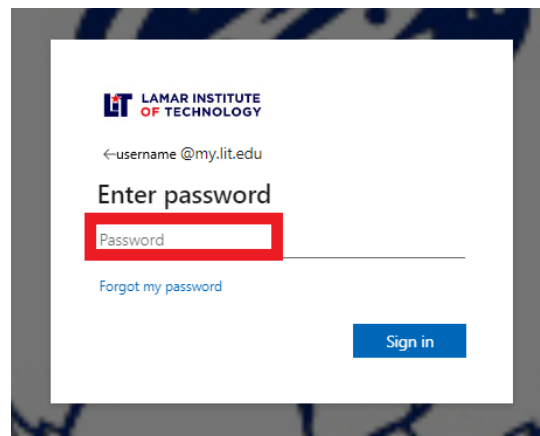 LiT LAMAR INSTITUTE
OF TECHNOLOGY
←username @my.lit.edu
Enter password
Password
Forgot my password
Sign in